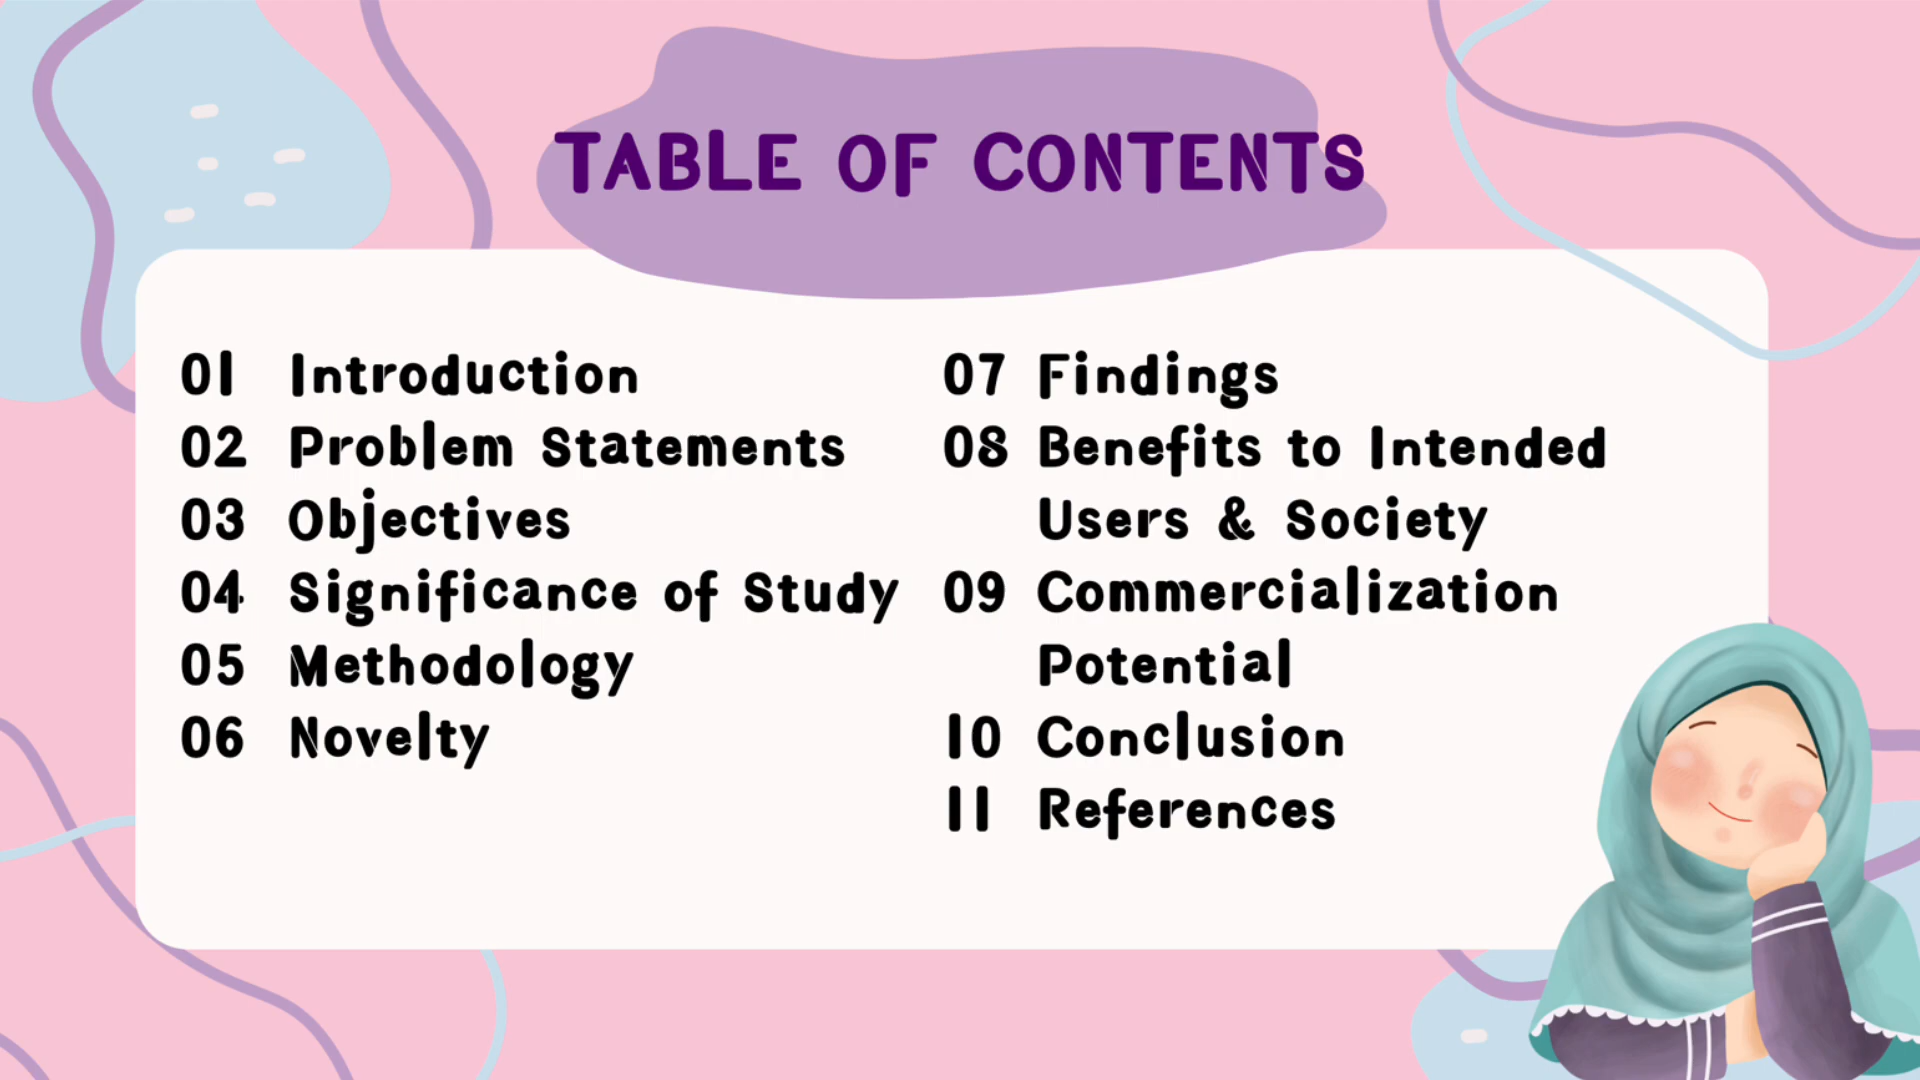 TABLE OF CONTENTS
01 Introduction
02 Problem Statements
03 Objectives
04 Significance of Study
05 Methodology
06 Novelty
07 Findings
08 Benefits to Intended
Users & Society
09 Commercialization
Potential
10 Conclusion
11 References